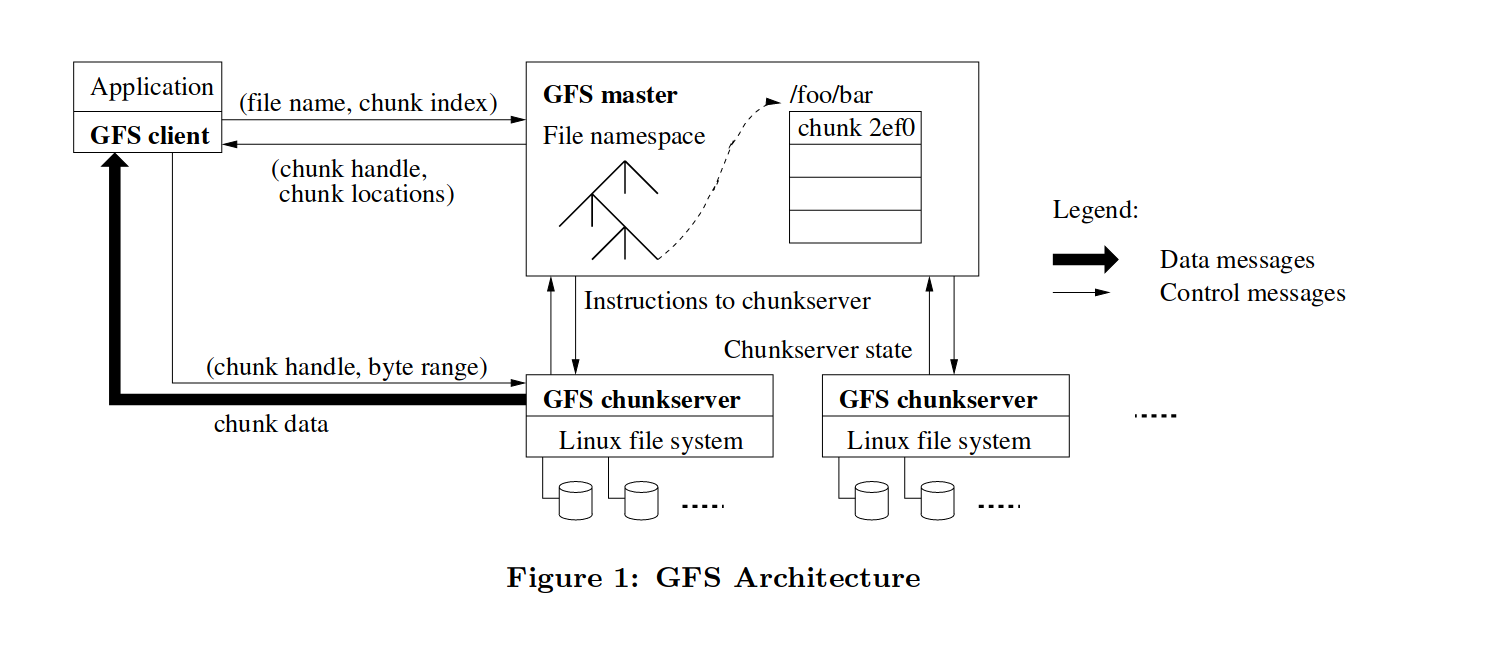 Application
GFS client
(file name, chunk index)
(chunk handle,
chunk locations)
GFS master
File namespace
/foo/bar
chunk 2ef0
Legend:
Data messages
Control messages
Instructions to chunkserver
Chunkserver state
(chunk handle, byte range)
chunk data
GFS chunkserver
Linux file system
GFS chunkserver
Linux file system
Figure 1: GFS Architecture